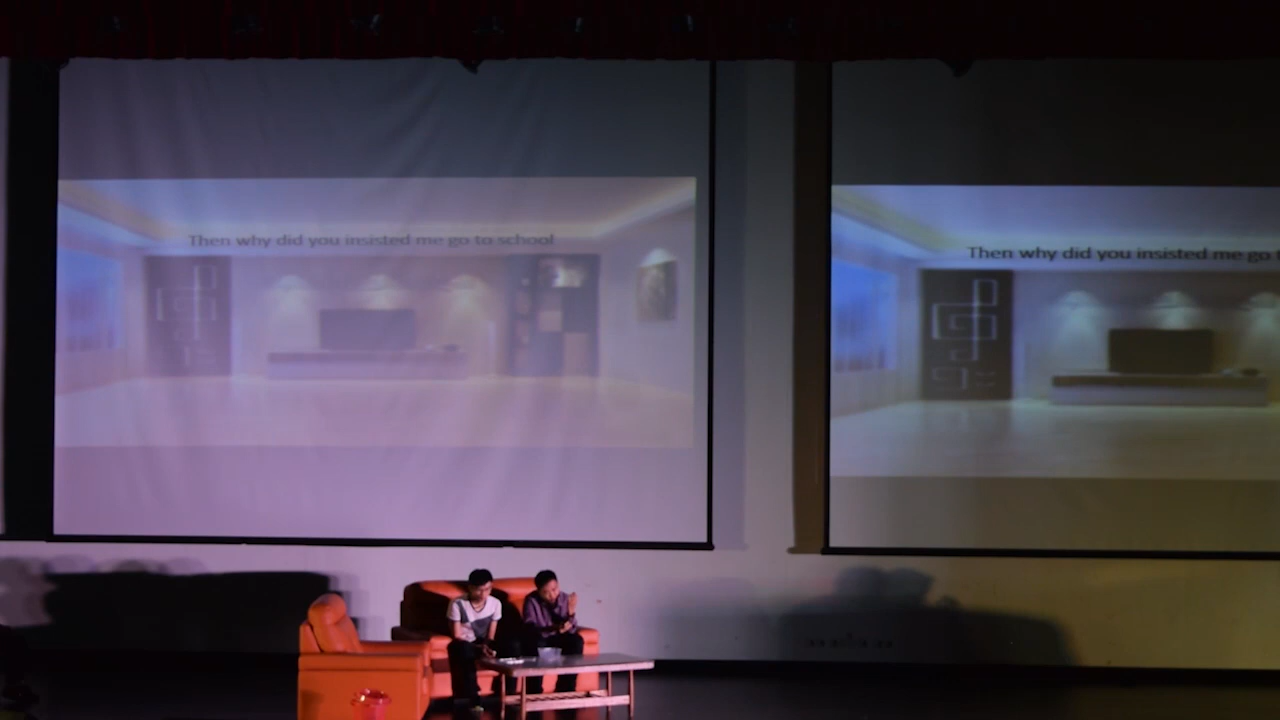 Then why did you insisted me go to school
Then why did you insisted me go